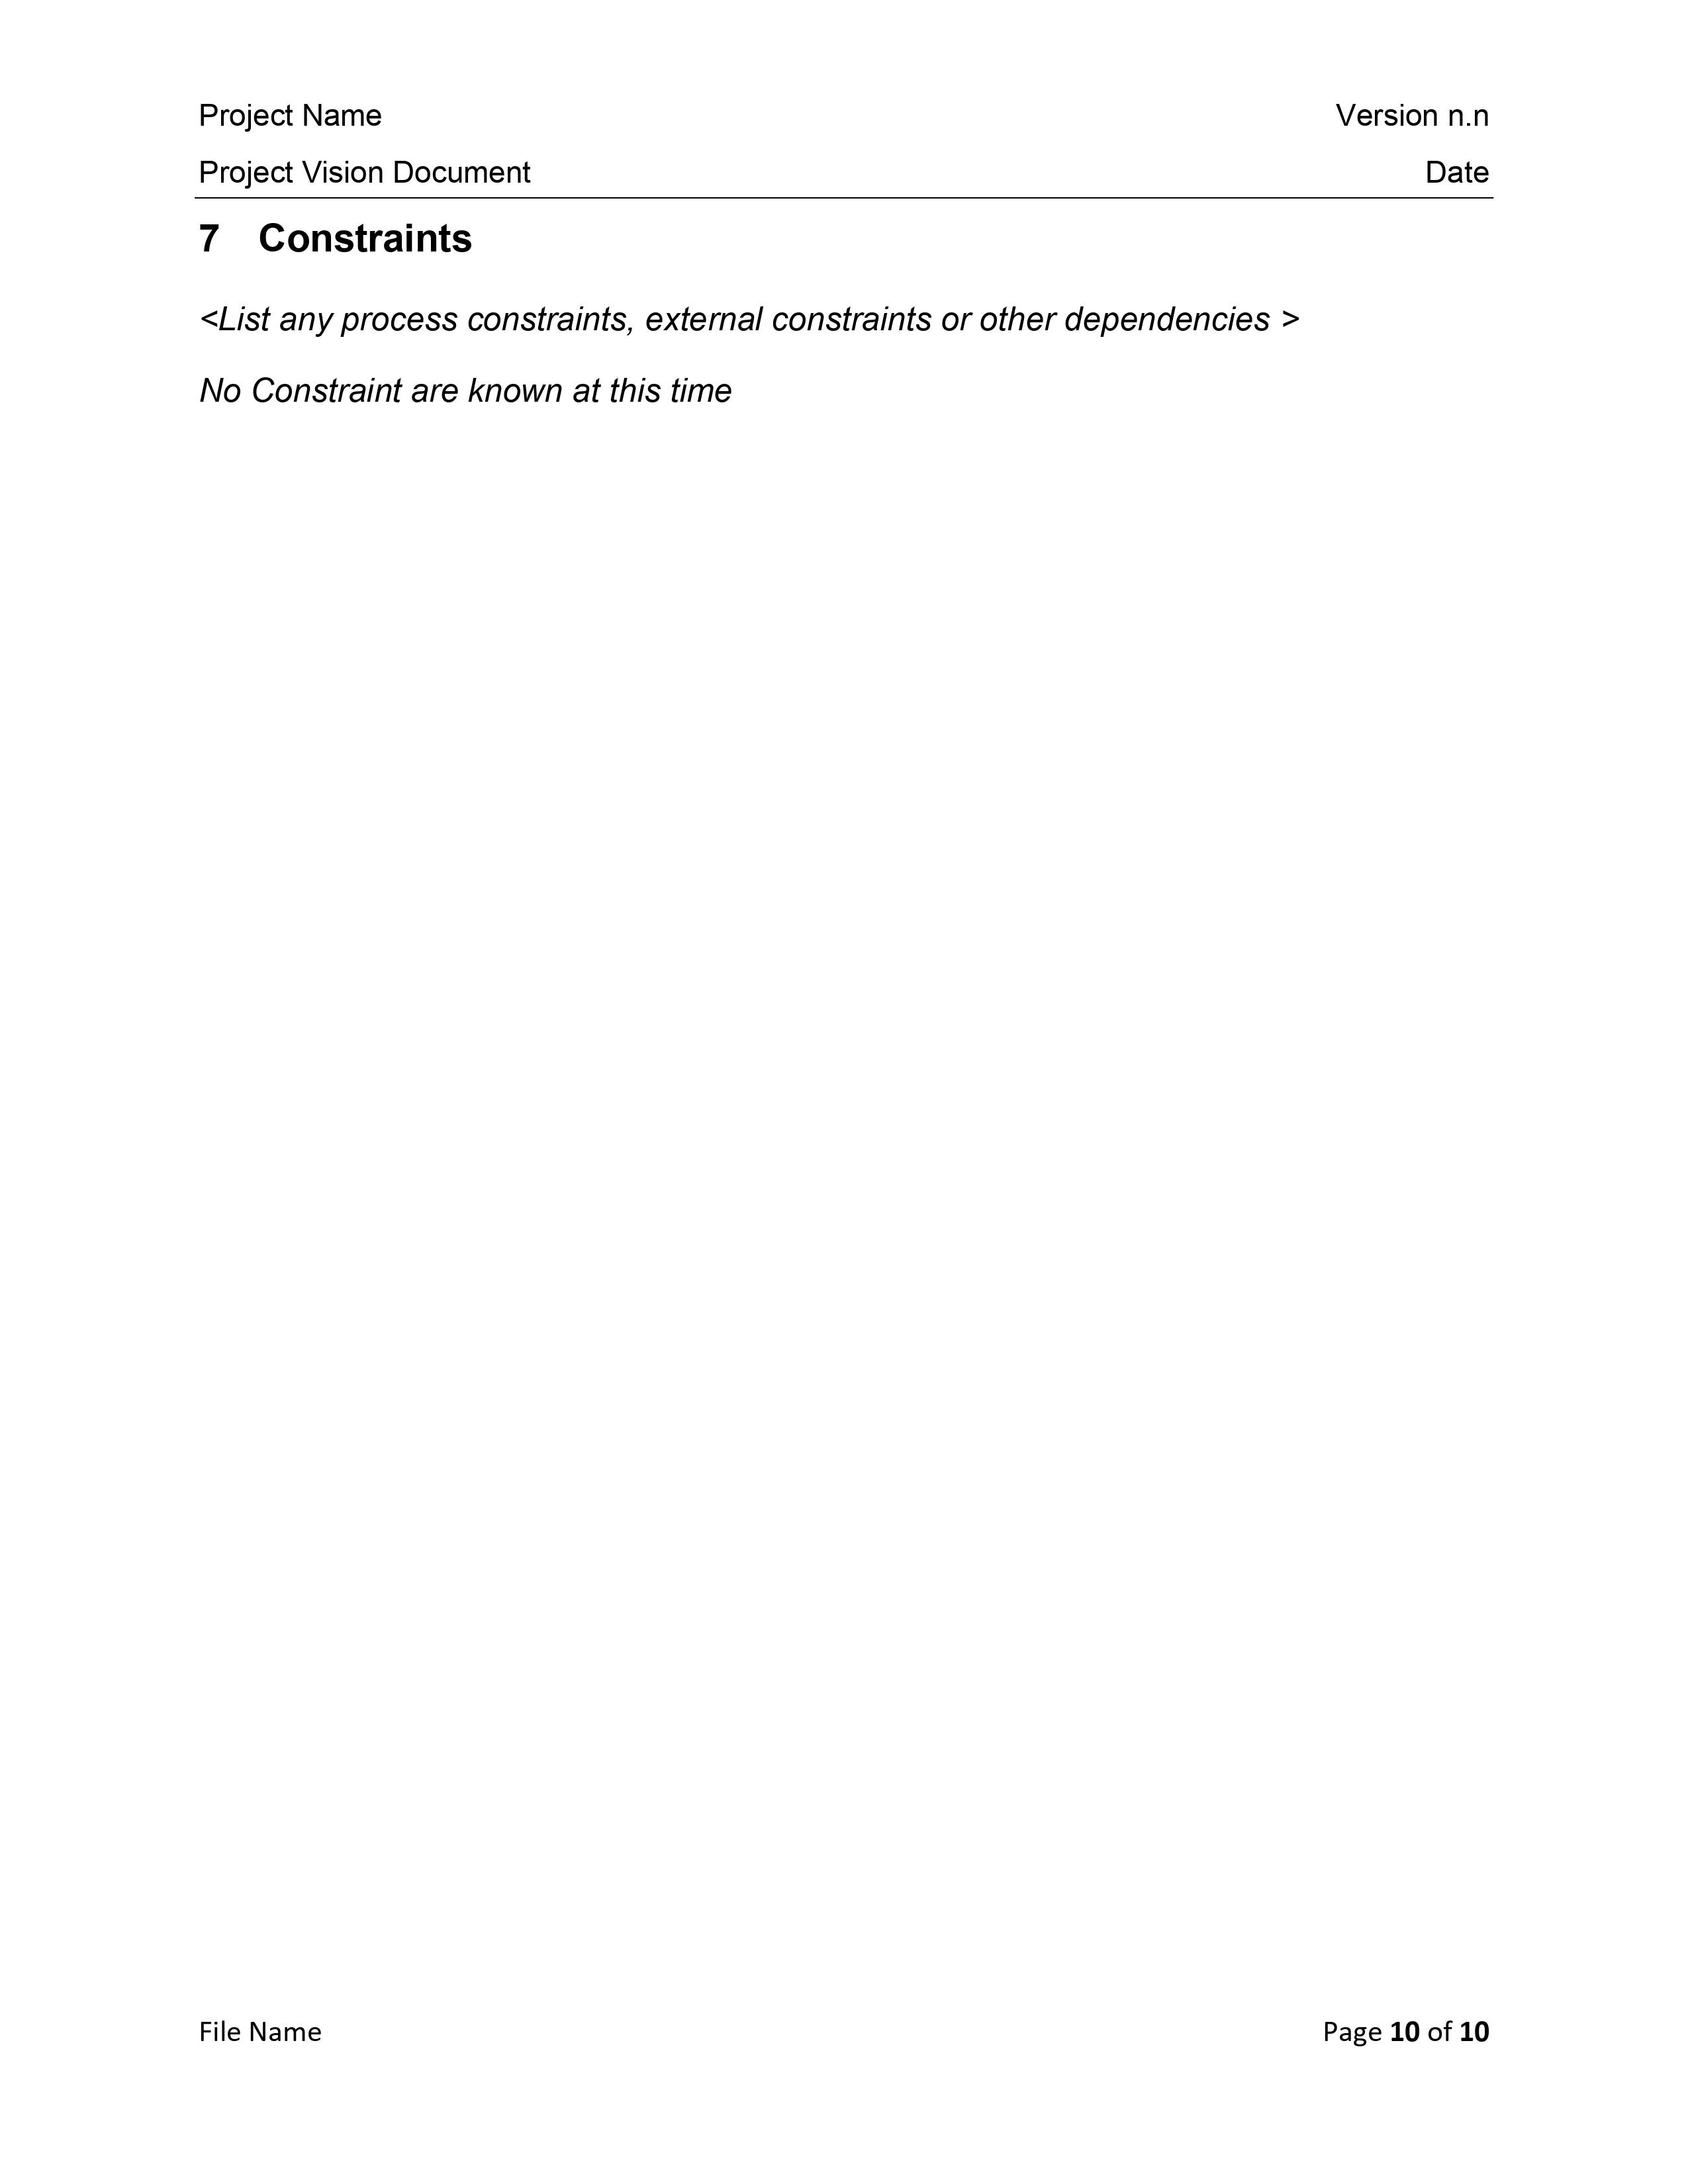 Project Name Version n.n
Project Vision Document Date
7 Constraints
<List any process constraints, external constraints or other dependencies >
No Constraint are known at this time
File Name Page 10 of 10